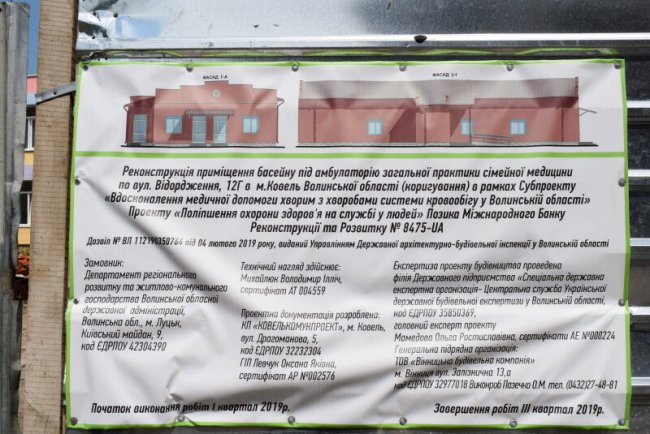 ФАСАД Г-А
ФАСАД 2-1
Реконструкція приміщення басейну під амбулаторію загальної практики сімейної медицини
по вул. Відордження, 12Г в м.Ковель Волинської області (коригування) в рамках Субпроекту
«Вдосконалення медичної допомоги хворим з хворобами системи кровообігу у Волинській області»
Проекту «Поліпшення охорони здоров'я на службі у людей» Позика Міжнародного Банку
Реконструкції та Розвитку № 8475-UA
Дозвіл № ВЛ 112190350764 від 04 лютого 2019 року, виданий Управлінням Державної архітектурно-будівельної інспекції у Волинській області
Замовник:
Департамент регіонального
розвитку та житлово-комунального
господарства Волинської обласної
державної адміністрації,
Волинська обл., м. Луцьк,
Київський майдан, 9,
код ЄДРПОУ 42304390
Технічний нагляд здійснює:
Михайлюк Володимир Ілліч,
сертифікат АТ 004559
Проектна документація розроблена:
КП «КОВЕЛЬКОМУНПРОЕКТ», м. Ковель,
вул. Драгоманова, 5,
код ЄДРПОУ 32232304
ГІП Левчук Оксана Яківна,
сертифікат АР №002576
Експертиза проекту будівництва проведена
філія Державного підприємства «Спеціальна державна
експертна організація- Центральна служба Української
державної будівельної експертизи у Волинській області,
код ЄДРПОУ 35850369,
головний експерт проекту
Мамедова Ольга Ростиславівна, сертифікати АЕ №000224
Генеральна підрядна організація:
ТОВ «Вінницька будівельна компанія»
м. Вінниця вул. Залізнична 13,а
код ЄДРПОУ 32977018 Виконроб Лазечко О.М. тел. (0432)27-48-81
Початок виконання робіт І квартал 2019р.
Завершення робіт ІІІ квартал 2019р.